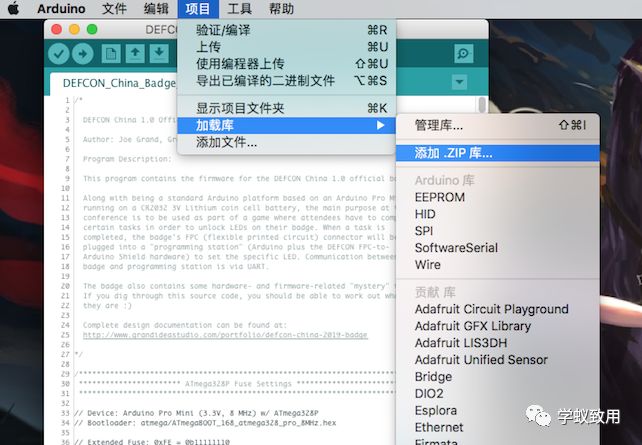 Arduino 文件 编辑 项目 工具 帮助
DEFC
验证/编译 ⌘R
上传 ⌘U
使用编程器上传 ⇧⌘U
导出已编译的二进制文件 ⌥⌘S
显示项目文件夹 ⌘K
加载库 ▶
添加文件...
管理库... ⇧⌘I
添加 .ZIP 库...
Arduino 库
EEPROM
HID
SPI
SoftwareSerial
Wire
贡献 库
Adafruit Circuit Playground
Adafruit GFX Library
Adafruit LIS3DH
Adafruit Unified Sensor
Bridge
DIO2
Esplora
Ethernet
Firmata
DEFCON_China_Badge
1 /*
2
3 DEFCON China 1.0 Offi
4
5 Author: Joe Grand, Gr
6
7 Program Description:
8
9 This program contains the firmware for the DEFCON China 1.0 official ba
10
11 Along with being a standard Arduino platform based on an Arduino Pro Mi
12 running on a CR2032 3V Lithium coin cell battery, the main purpose at t
13 conference is to be used as part of a game where attendees have to comp
14 certain tasks in order to unlock LEDs on their badge. When a task is
15 completed, the badge's FPC (flexible printed circuit) connector will be
16 plugged into a "programming station" (Arduino plus the DEFCON FPC-to-
17 Arduino Shield hardware) to set the specific LED. Communication between
18 badge and programming station is via UART.
19
20 The badge also contains some hardware- and firmware-related "mystery"
21 If you dig through this source code, you should be able to work out wha
22 they are :)
23
24 Complete design documentation can be found at:
25 http://www.grandideastudio.com/portfolio/defcon-china-2019-badge
26
27 */
28
29 /***
30 *** ATmega328P Fuse Settings ***
31 ***
32
33 // Device: Arduino Pro Mini (3.3V, 8 MHz) w/ ATmega328P
34 // Bootloader: atmega/ATmegaBOOT_168_atmega328_pro_8MHz.hex
35
36 // Extended Fuse: 0xFE = 0b11111110
学蚁致用